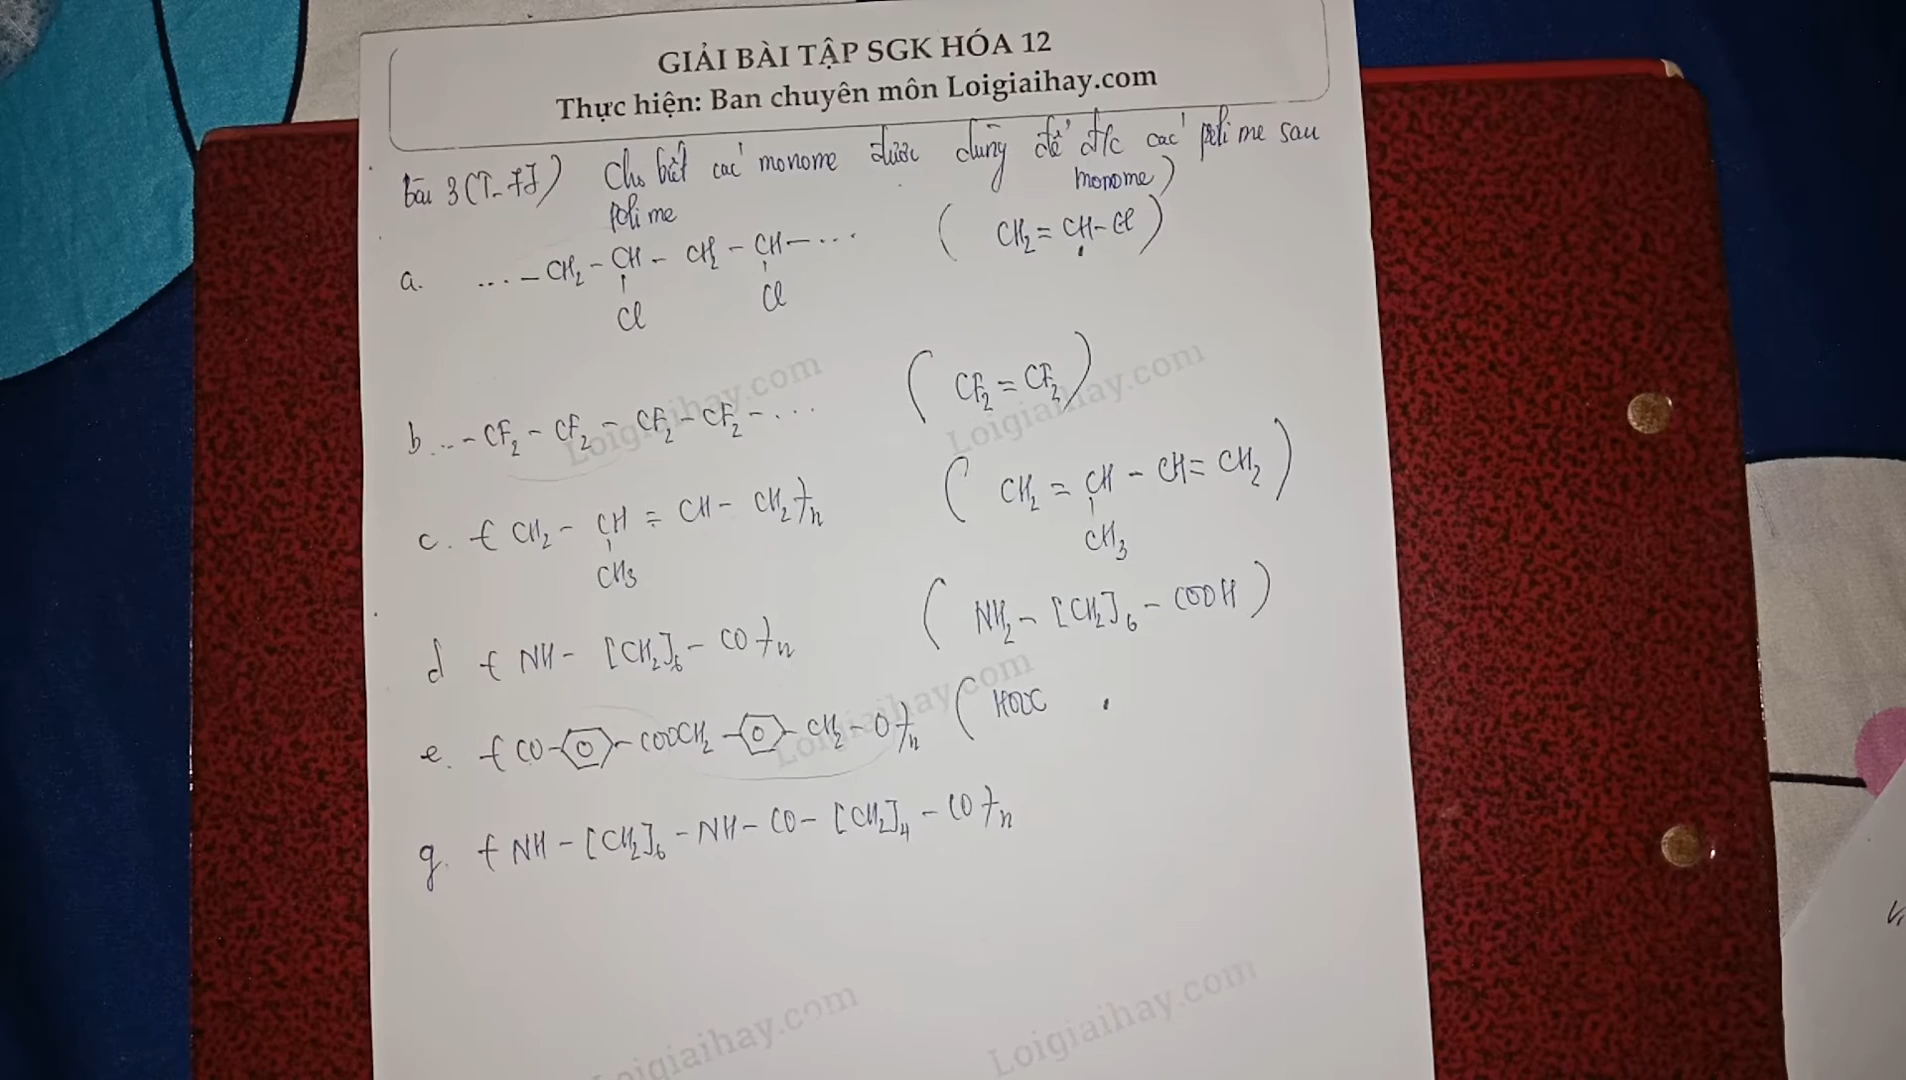 GIẢI BÀI TẬP SGK HÓA 12
Thực hiện: Ban chuyên môn Loigiaihay.com
Bài 3 (T-77) Cho biết các monome được dùng để đ/c các polime sau
polime monome)
a. ... - CH2 - CH - CH2 - CH - ... ( CH2 = CH - Cl )
Cl Cl
b ... - CF2 - CF2 - CF2 - CF2 - ... ( CF2 = CF2 )
c. ( CH2 - CH = CH - CH2 )n ( CH2 = CH - CH = CH2 )
CH3 CH3
d ( NH - [CH2]6 - CO )n ( NH2 - [CH2]6 - COOH )
e. ( CO - - COOCH2 - - CH2 - O )n ( HOOC
g. ( NH - [CH2]6 - NH - CO - [CH2]4 - CO )n
Loigiaihay.com
Loigiaihay.com
Loigiaihay.com
Loigiaihay.com
Loigiaihay.com